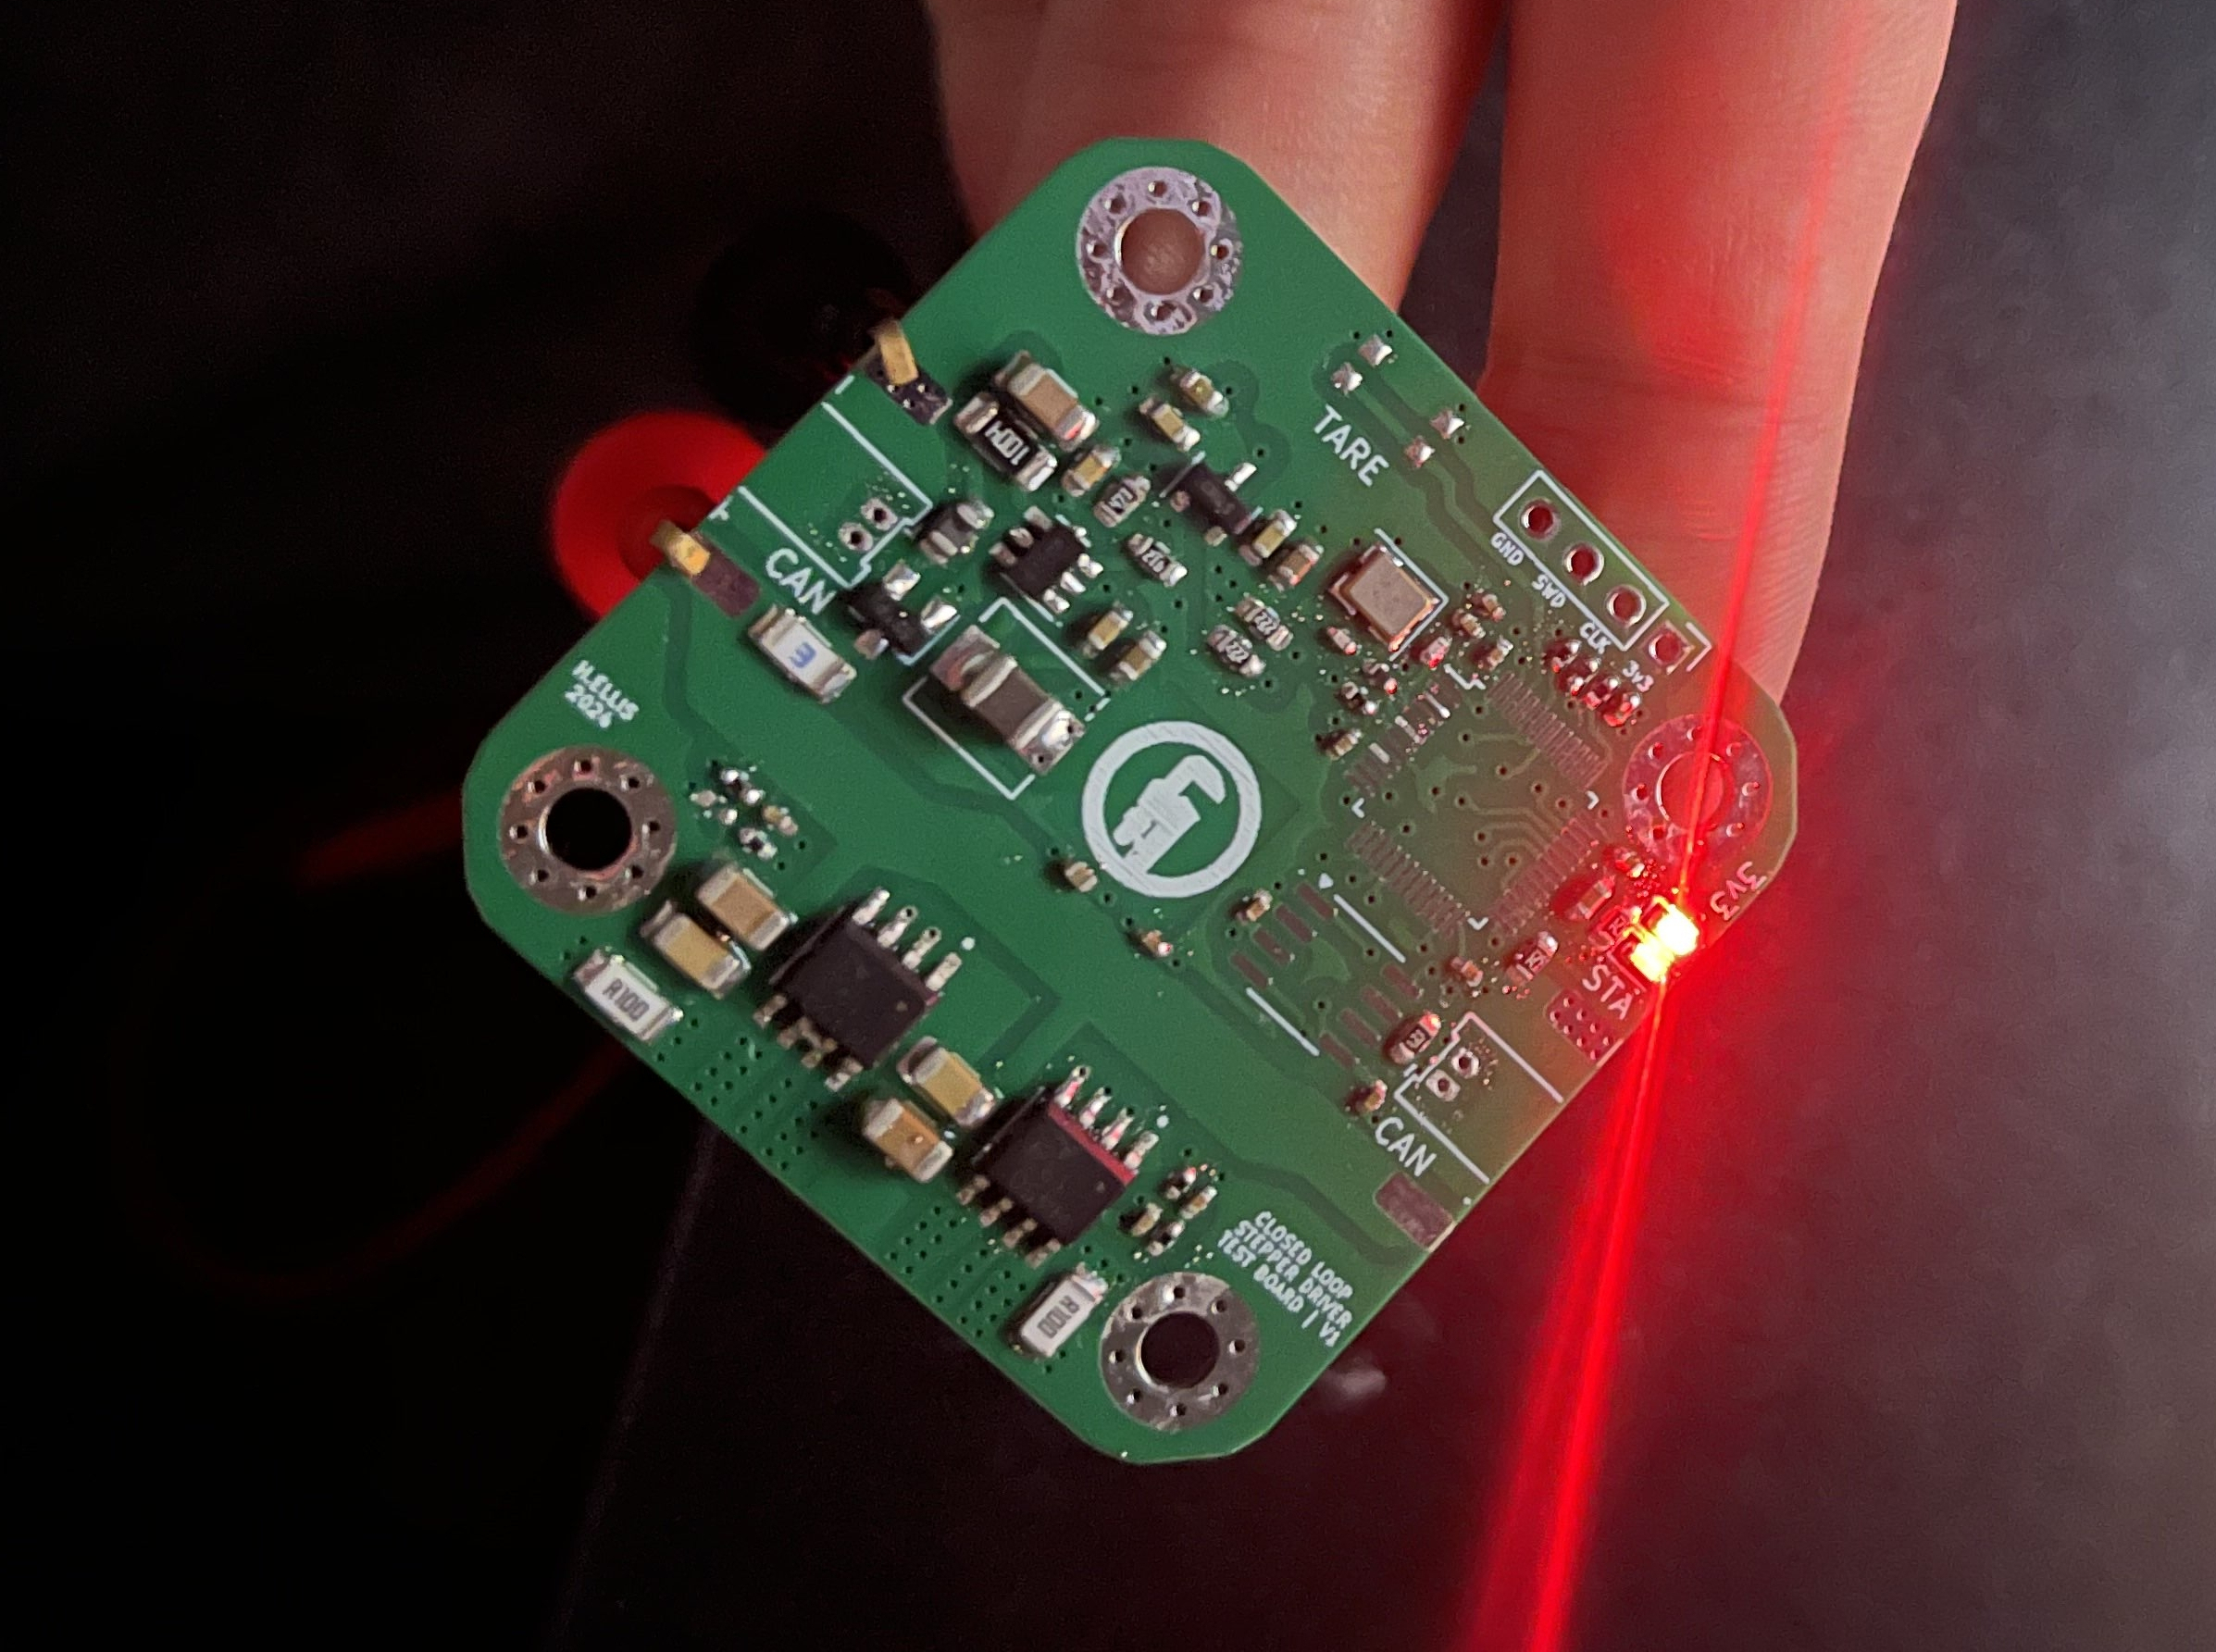 TARE
GND
SWD
CLK
3v3
CAN
3
H.ELLIS
2024
3v3
STA
R100
CAN
CLOSED LOOP
STEPPER DRIVER
TEST BOARD | V1
R100